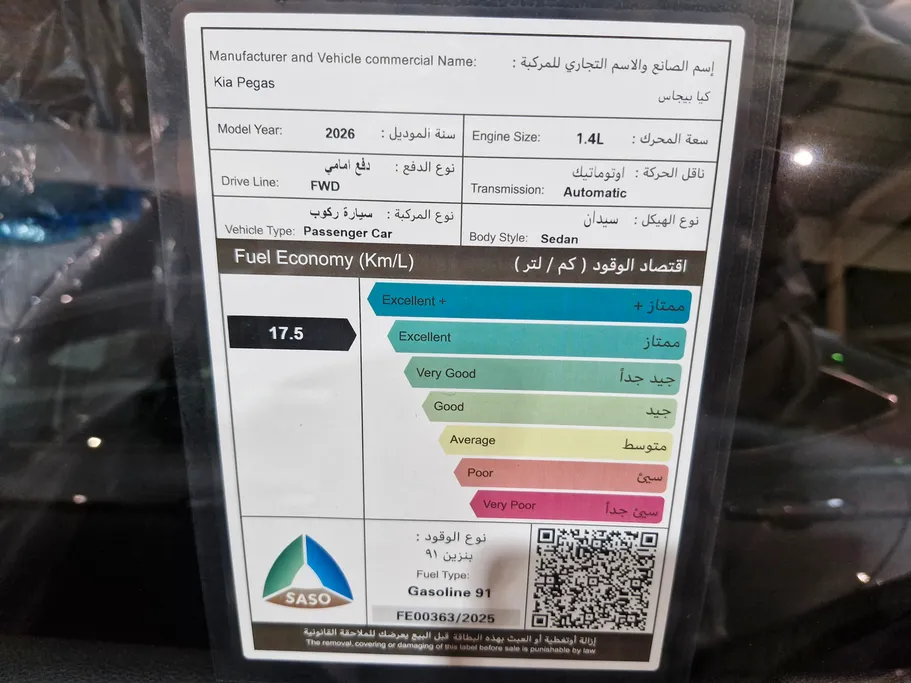 Manufacturer and Vehicle commercial Name: إسم الصانع والاسم التجاري للمركبة :
Kia Pegas كيا بيجاس
Model Year: 2026 سنة الموديل :
Engine Size: 1.4L سعة المحرك :
نوع الدفع : دفع امامي
Drive Line: FWD
ناقل الحركة : اوتوماتيك
Transmission: Automatic
نوع المركبة : سيارة ركوب
Vehicle Type: Passenger Car
نوع الهيكل : سيدان
Body Style: Sedan
Fuel Economy (Km/L) اقتصاد الوقود ( كم / لتر )
17.5
Excellent + ممتاز +
Excellent ممتاز
Very Good جيد جداً
Good جيد
Average متوسط
Poor سيئ
Very Poor سيئ جداً
SASO
نوع الوقود :
بنزين ٩١
Fuel Type:
Gasoline 91
FE00363/2025
إزالة أوتغطية أو العبث بهذه البطاقة قبل البيع يعرضك للملاحقة القانونية
The removal, covering or damaging of this label before sale is punishable by law